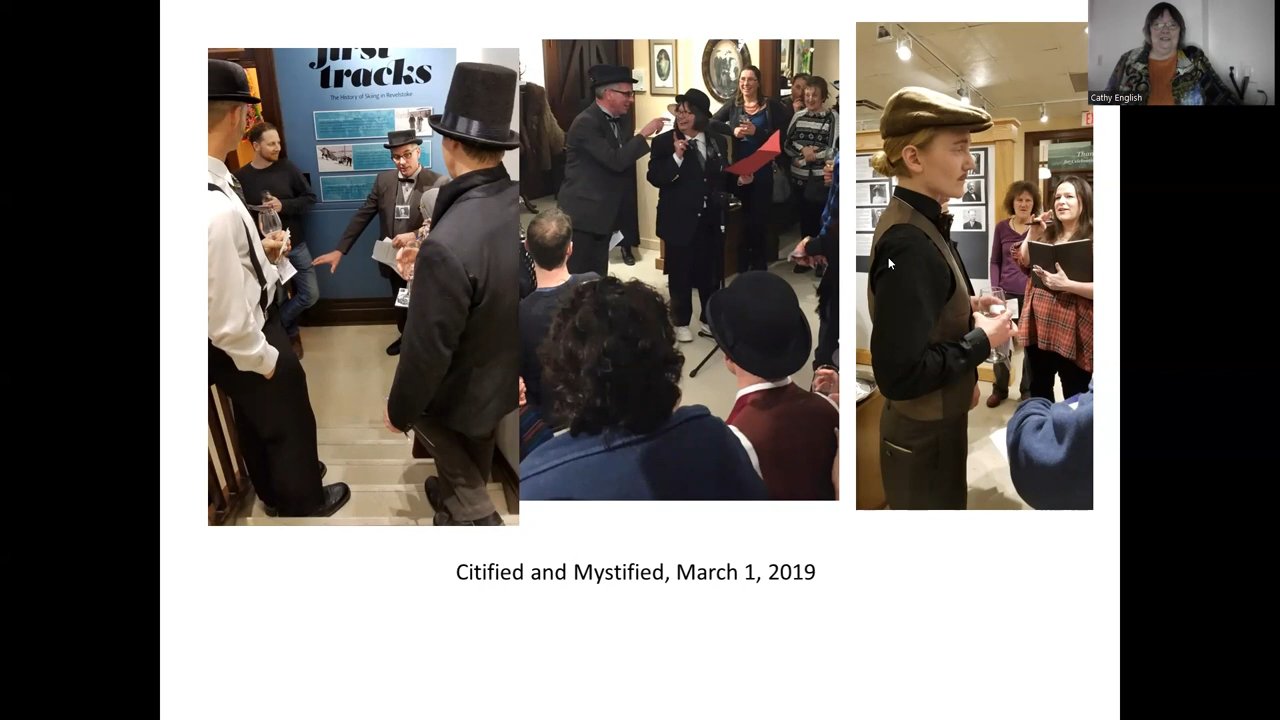 first
tracks
The History of Skiing in Revelstoke
Cathy English
Citified and Mystified, March 1, 2019